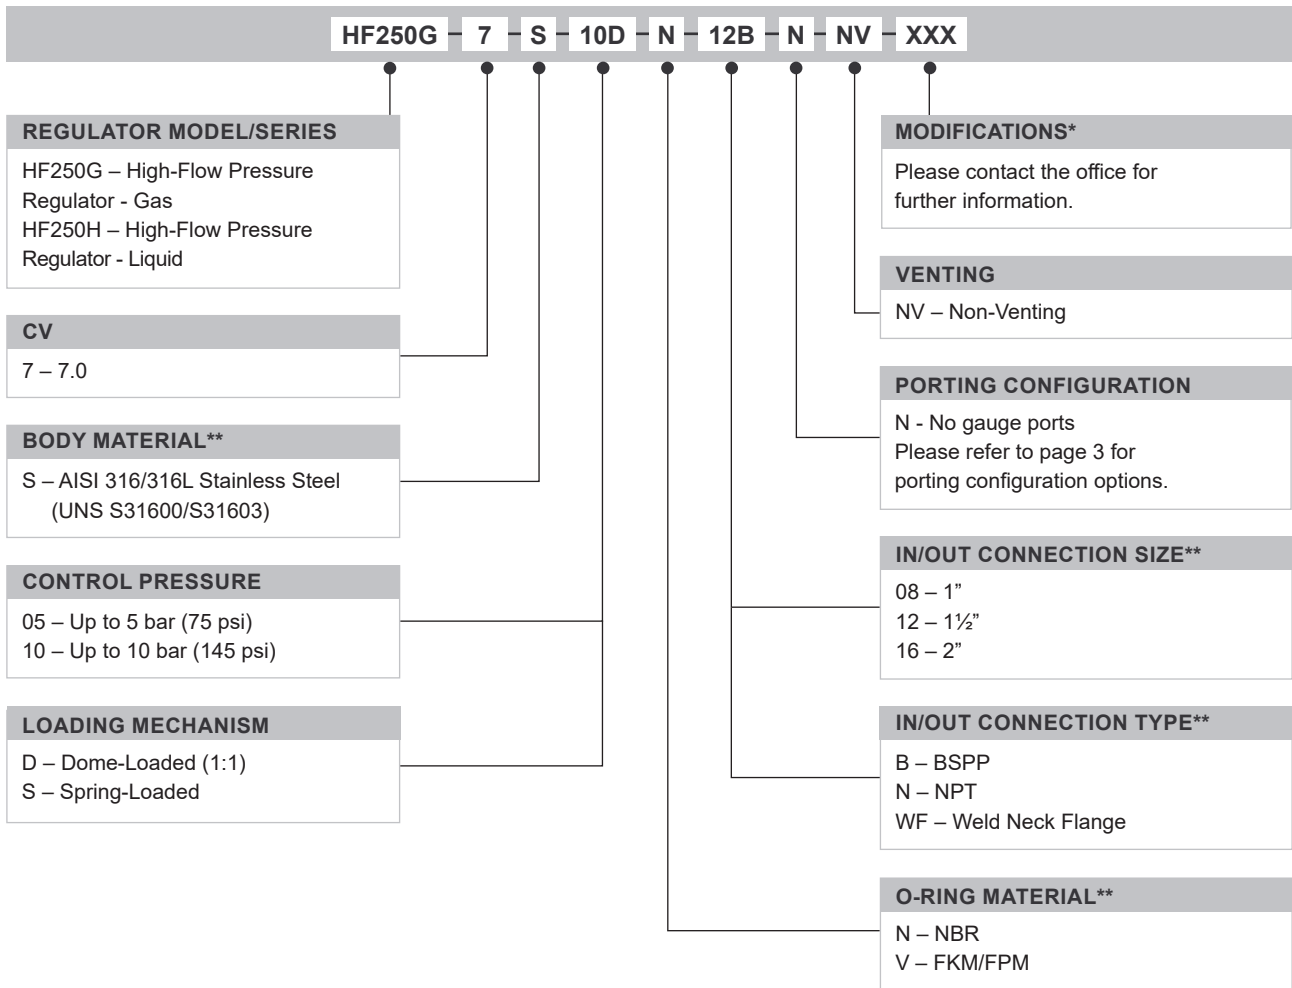 HF250G - 7 - S - 10D - N - 12B - N - NV - XXX
REGULATOR MODEL/SERIES
HF250G – High-Flow Pressure
Regulator - Gas
HF250H – High-Flow Pressure
Regulator - Liquid
CV
7 – 7.0
BODY MATERIAL**
S – AISI 316/316L Stainless Steel
(UNS S31600/S31603)
CONTROL PRESSURE
05 – Up to 5 bar (75 psi)
10 – Up to 10 bar (145 psi)
LOADING MECHANISM
D – Dome-Loaded (1:1)
S – Spring-Loaded
MODIFICATIONS*
Please contact the office for
further information.
VENTING
NV – Non-Venting
PORTING CONFIGURATION
N - No gauge ports
Please refer to page 3 for
porting configuration options.
IN/OUT CONNECTION SIZE**
08 – 1”
12 – 1½”
16 – 2”
IN/OUT CONNECTION TYPE**
B – BSPP
N – NPT
WF – Weld Neck Flange
O-RING MATERIAL**
N – NBR
V – FKM/FPM